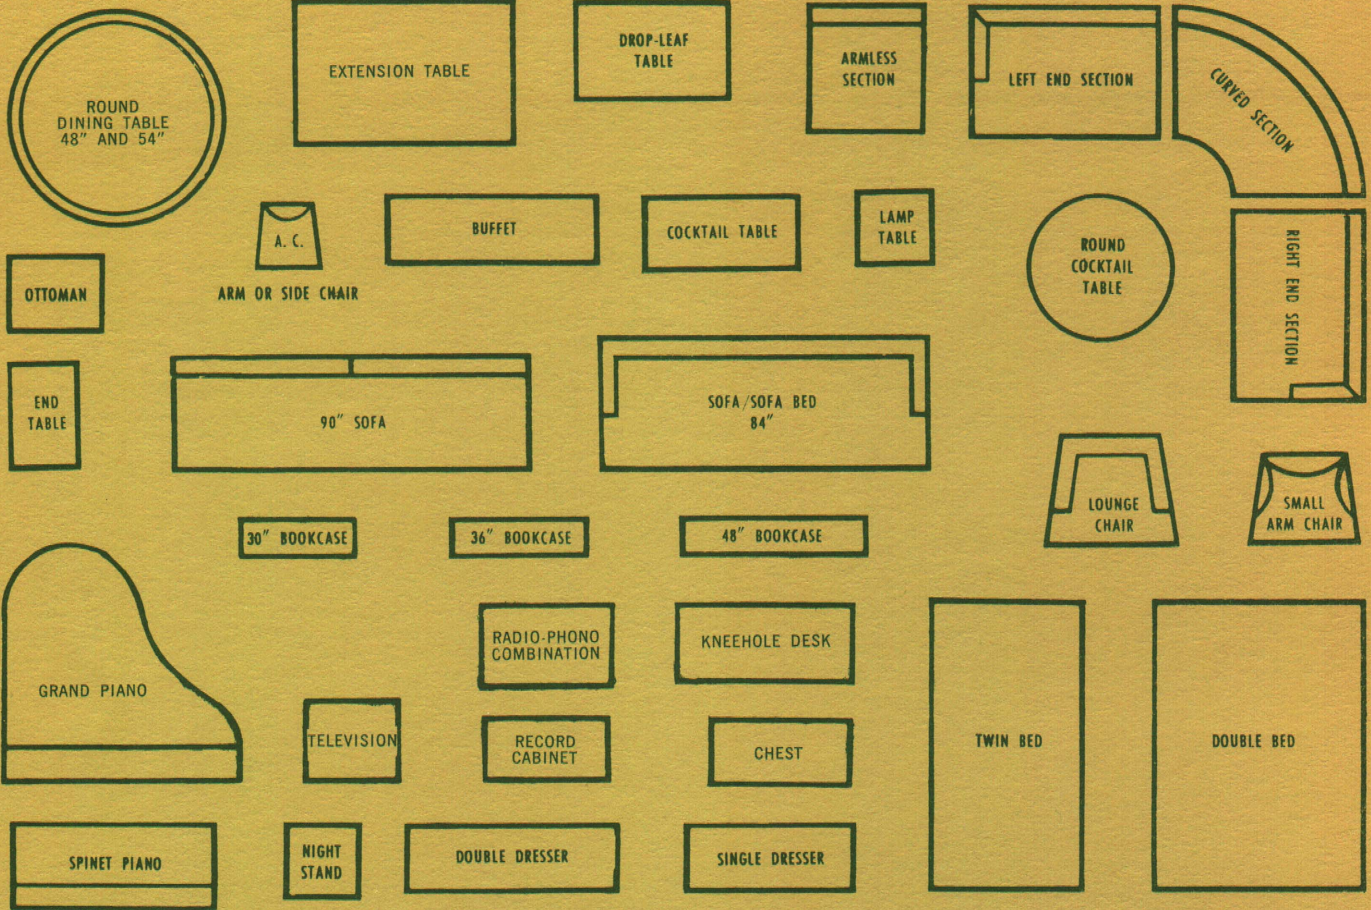 ROUND
DINING TABLE
48" AND 54"
EXTENSION TABLE
DROP-LEAF
TABLE
ARMLESS
SECTION
LEFT END SECTION
CURVED SECTION
A. C.
ARM OR SIDE CHAIR
BUFFET
COCKTAIL TABLE
LAMP
TABLE
ROUND
COCKTAIL
TABLE
RIGHT END SECTION
OTTOMAN
END
TABLE
90" SOFA
SOFA/SOFA BED
84"
LOUNGE
CHAIR
SMALL
ARM CHAIR
30" BOOKCASE
36" BOOKCASE
48" BOOKCASE
GRAND PIANO
RADIO-PHONO
COMBINATION
KNEEHOLE DESK
TELEVISION
RECORD
CABINET
CHEST
TWIN BED
DOUBLE BED
SPINET PIANO
NIGHT
STAND
DOUBLE DRESSER
SINGLE DRESSER